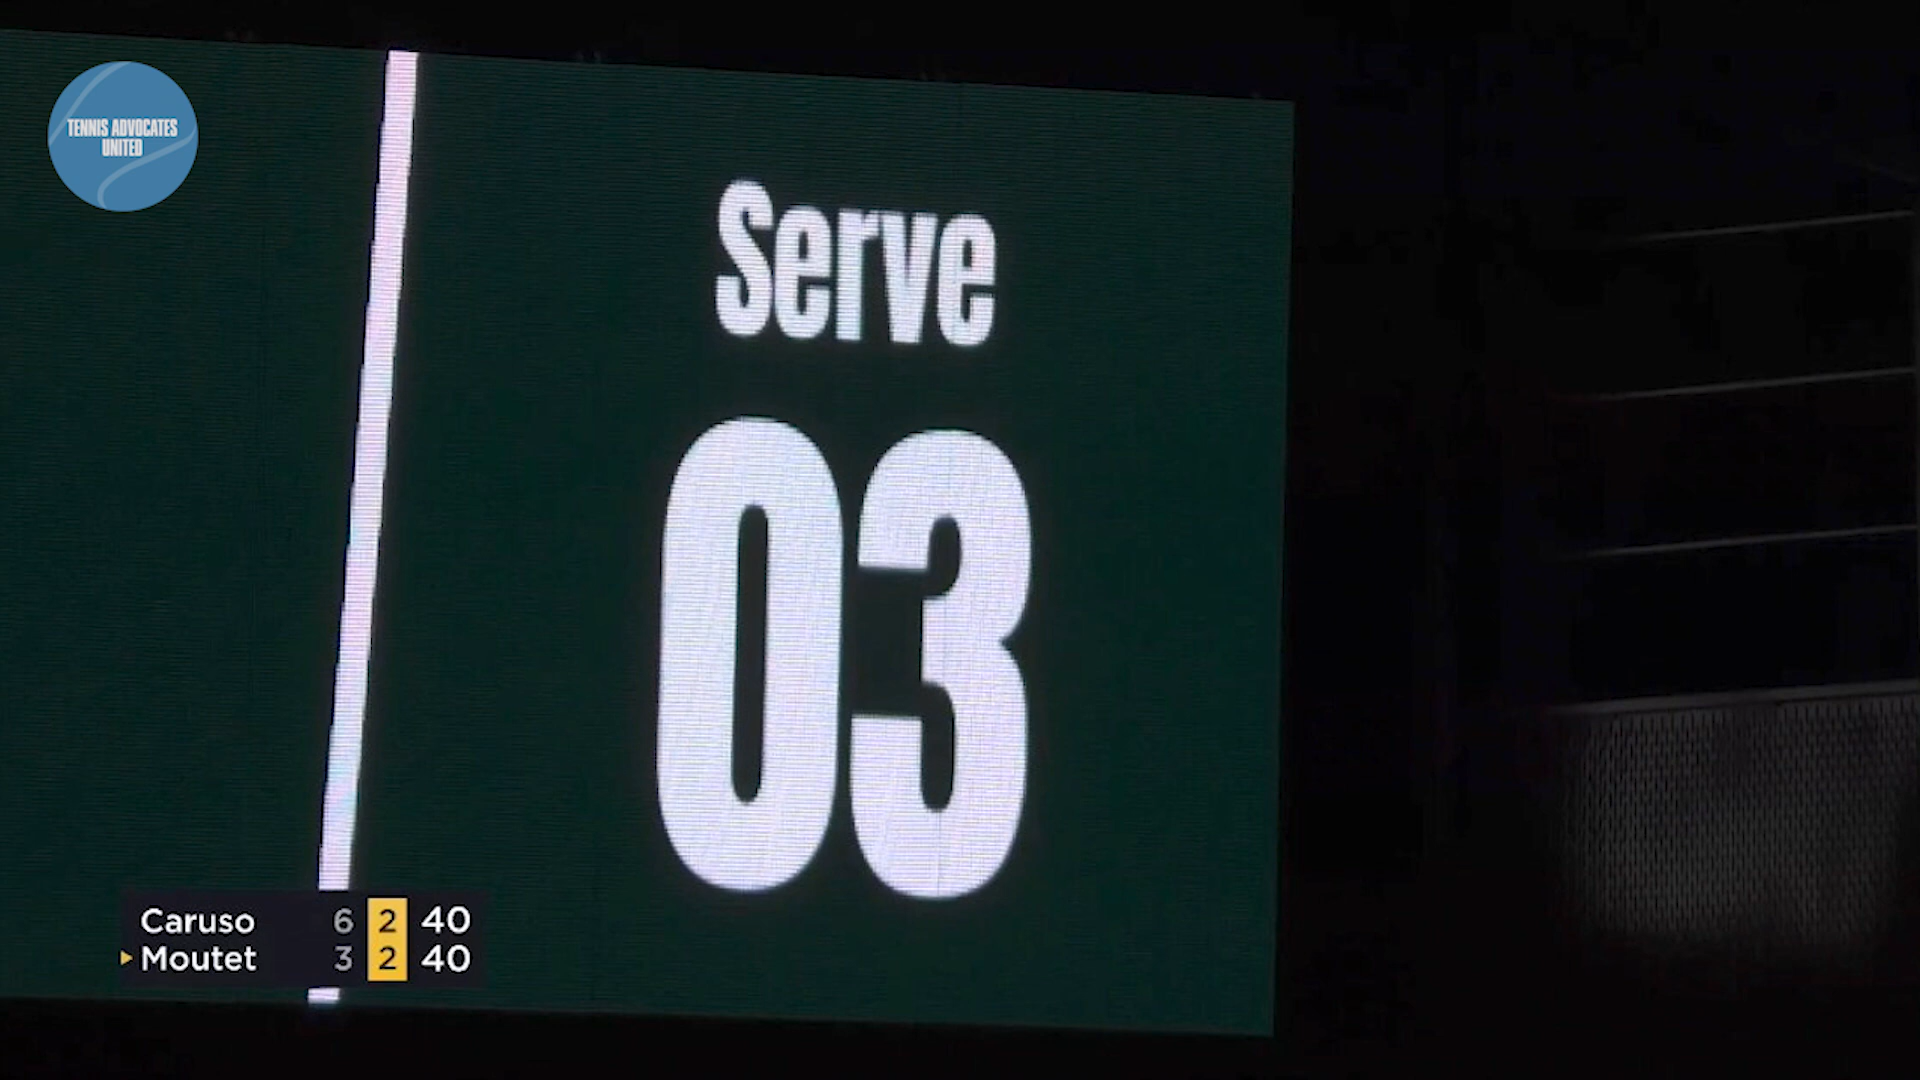 TENNIS ADVOCATES
UNITED
Serve
03
Caruso 6 2 40
Moutet 3 2 40